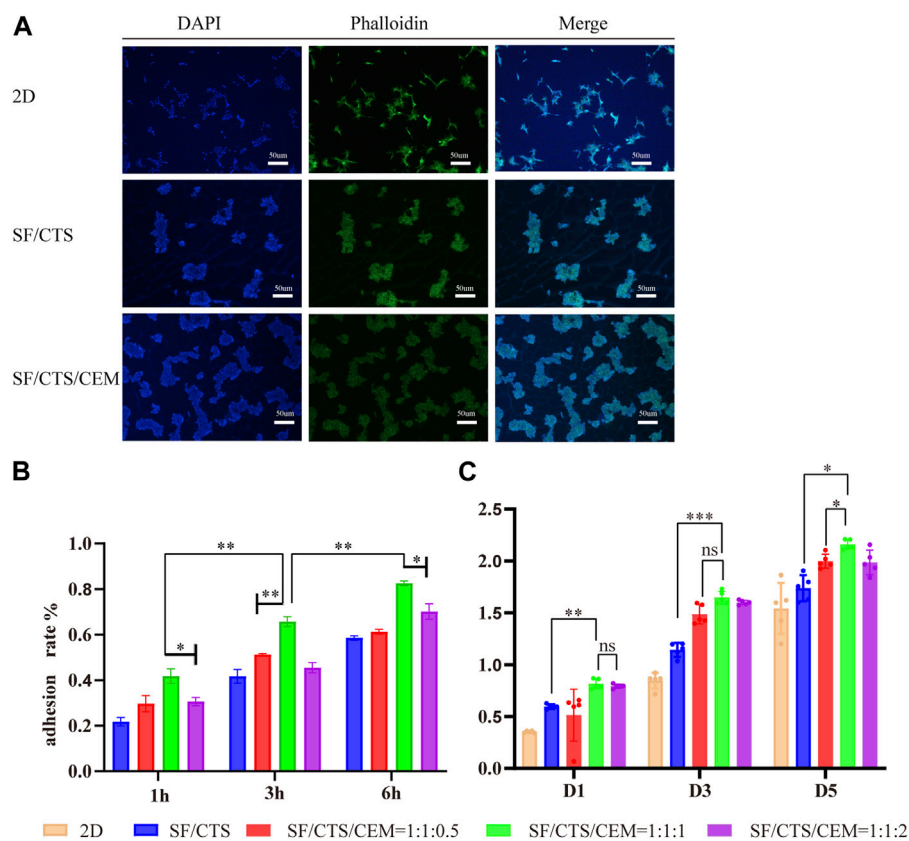 A
DAPI Phalloidin Merge
2D
50um 50um 50um
SF/CTS
50um 50um 50um
SF/CTS/CEM
50um 50um 50um
B
adhesion rate %
1.0
0.8
0.6
0.4
0.2
0.0
** **
** *
*
1h 3h 6h
C
2.5
2.0
1.5
1.0
0.5
0.0
*
*
***
ns
**
ns
D1 D3 D5
2D SF/CTS SF/CTS/CEM=1:1:0.5 SF/CTS/CEM=1:1:1 SF/CTS/CEM=1:1:2